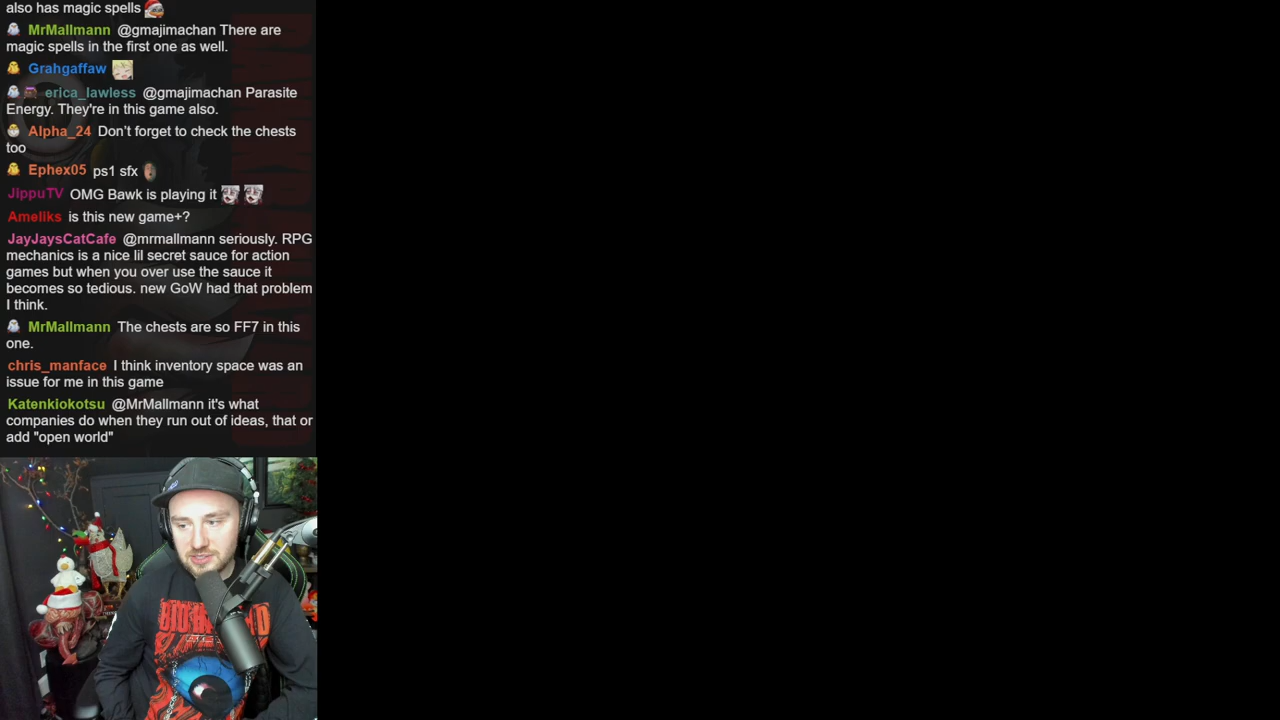 also has magic spells
MrMallmann @gmajimachan There are
magic spells in the first one as well.
Grahgaffaw
erica_lawless @gmajimachan Parasite
Energy. They're in this game also.
Alpha_24 Don't forget to check the chests
too
Ephex05 ps1 sfx
JippuTV OMG Bawk is playing it
Ameliks is this new game+?
JayJaysCatCafe @mrmallmann seriously. RPG
mechanics is a nice lil secret sauce for action
games but when you over use the sauce it
becomes so tedious. new GoW had that problem
I think.
MrMallmann The chests are so FF7 in this
one.
chris_manface I think inventory space was an
issue for me in this game
Katenkiokotsu @MrMallmann it's what
companies do when they run out of ideas, that or
add "open world"